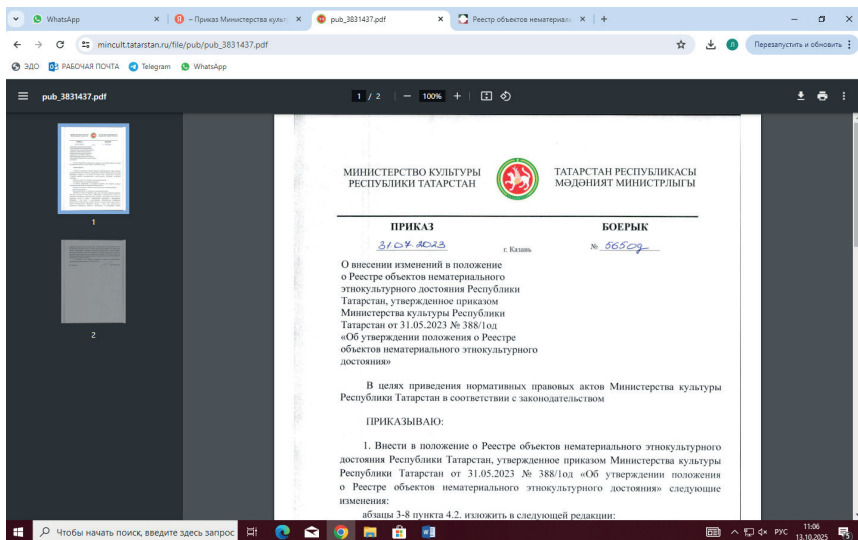 WhatsApp
– Приказ Министерства культ
pub_3831437.pdf
Реестр объектов нематериаль
mincult.tatarstan.ru/file/pub/pub_3831437.pdf
Перезапустить и обновить
ЭДО
РАБОЧАЯ ПОЧТА
Telegram
WhatsApp
pub_3831437.pdf
1 / 2
100%
1
2
МИНИСТЕРСТВО КУЛЬТУРЫ
РЕСПУБЛИКИ ТАТАРСТАН
ТАТАРСТАН РЕСПУБЛИКАСЫ
МӘДӘНИЯТ МИНИСТРЛЫГЫ
ПРИКАЗ
БОЕРЫК
31.07.2023
г. Казань
№ 565од
О внесении изменений в положение
о Реестре объектов нематериального
этнокультурного достояния Республики
Татарстан, утвержденное приказом
Министерства культуры Республики
Татарстан от 31.05.2023 № 388/1од
«Об утверждении положения о Реестре
объектов нематериального этнокультурного
достояния»
В целях приведения нормативных правовых актов Министерства культуры
Республики Татарстан в соответствии с законодательством
ПРИКАЗЫВАЮ:
1. Внести в положение о Реестре объектов нематериального этнокультурного
достояния Республики Татарстан, утвержденное приказом Министерства культуры
Республики Татарстан от 31.05.2023 № 388/1од «Об утверждении положения
о Реестре объектов нематериального этнокультурного достояния» следующие
изменения:
абзацы 3-8 пункта 4.2. изложить в следующей редакции:
Чтобы начать поиск, введите здесь запрос
РУС
11:06
13.10.2025